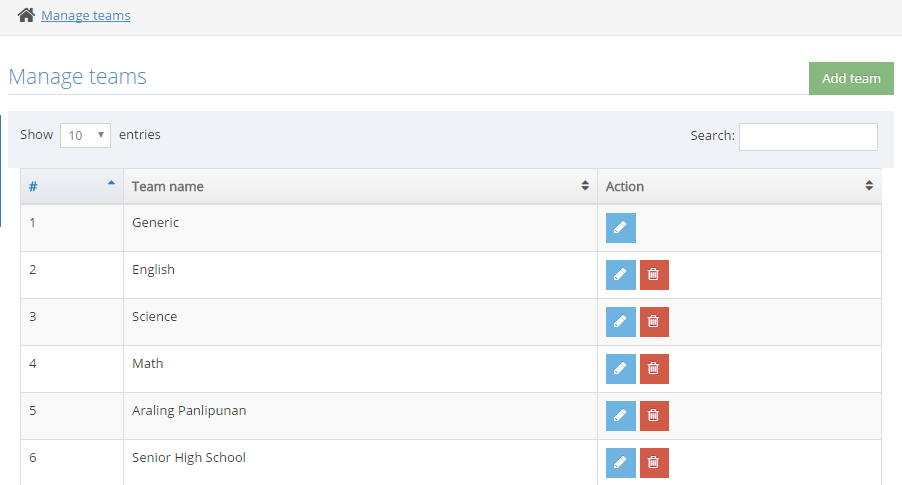 Manage teams
Manage teams
Add team
Show 10 entries
Search:
# Team name Action
1 Generic
2 English
3 Science
4 Math
5 Araling Panlipunan
6 Senior High School